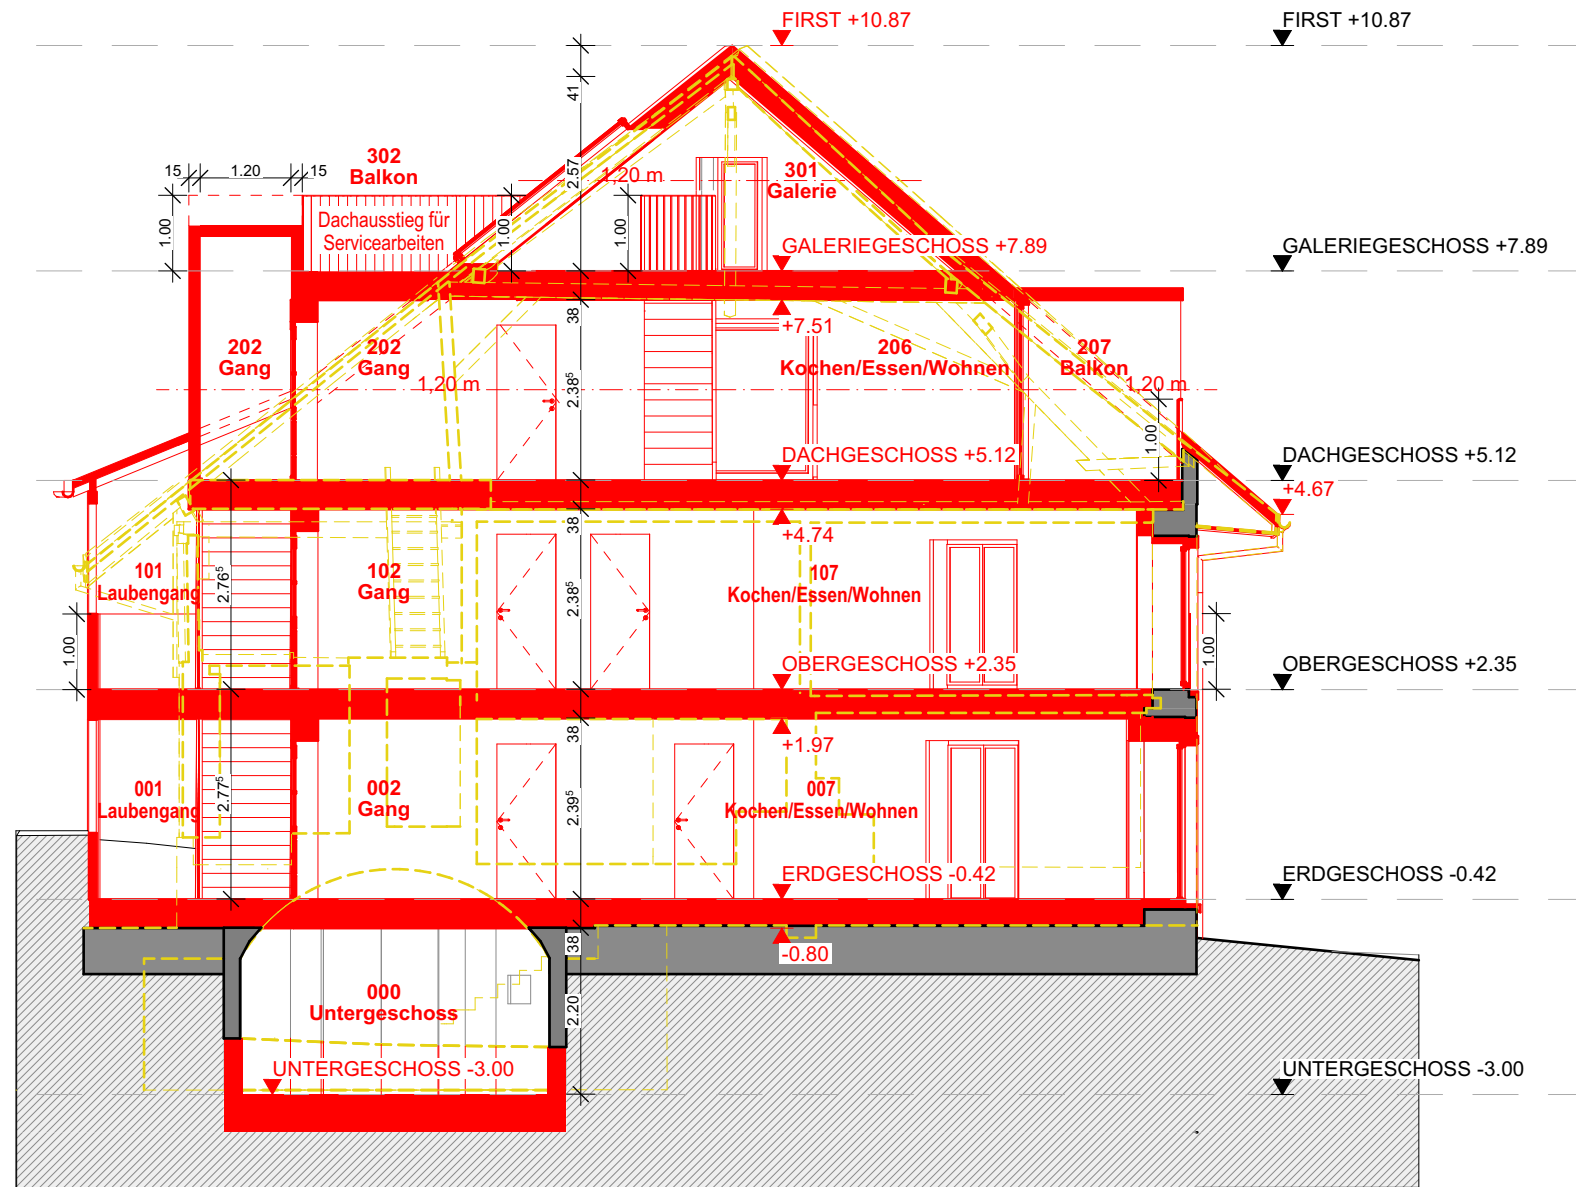 FIRST +10.87
FIRST +10.87
41
2.57
302
Balkon
15
1.20
15
1,20 m
301
Galerie
Dachausstieg für
Servicearbeiten
1.00
1.00
1.00
GALERIEGESCHOSS +7.89
GALERIEGESCHOSS +7.89
38
+7.51
202
Gang
202
Gang
206
Kochen/Essen/Wohnen
207
Balkon
1,20 m
1,20 m
2.38⁵
1.00
DACHGESCHOSS +5.12
DACHGESCHOSS +5.12
+4.67
38
+4.74
101
Laubengang
2.76⁵
102
Gang
2.38⁵
107
Kochen/Essen/Wohnen
1.00
1.00
OBERGESCHOSS +2.35
OBERGESCHOSS +2.35
38
+1.97
001
Laubengang
2.77⁵
002
Gang
2.39⁵
007
Kochen/Essen/Wohnen
ERDGESCHOSS -0.42
ERDGESCHOSS -0.42
38
-0.80
000
Untergeschoss
2.20
UNTERGESCHOSS -3.00
UNTERGESCHOSS -3.00